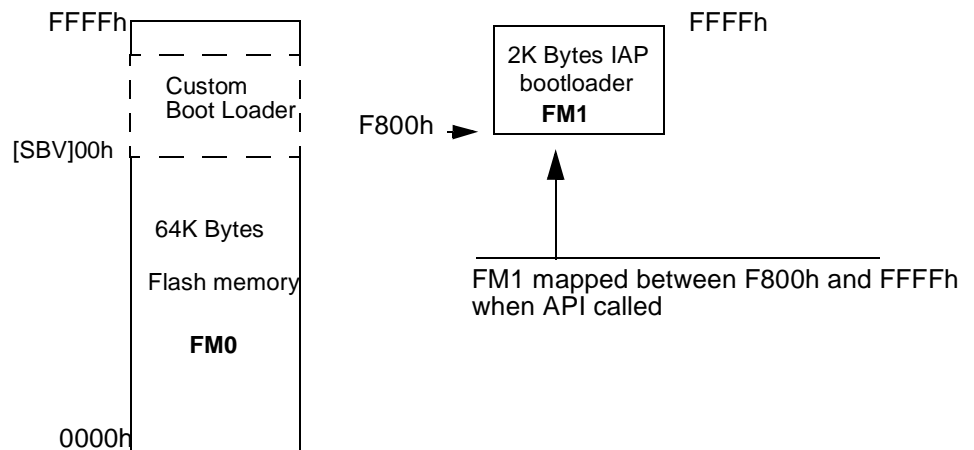 FFFFh
Custom
Boot Loader
[SBV]00h
64K Bytes
Flash memory
FM0
0000h
FFFFh
2K Bytes IAP
bootloader
FM1
F800h
FM1 mapped between F800h and FFFFh
when API called